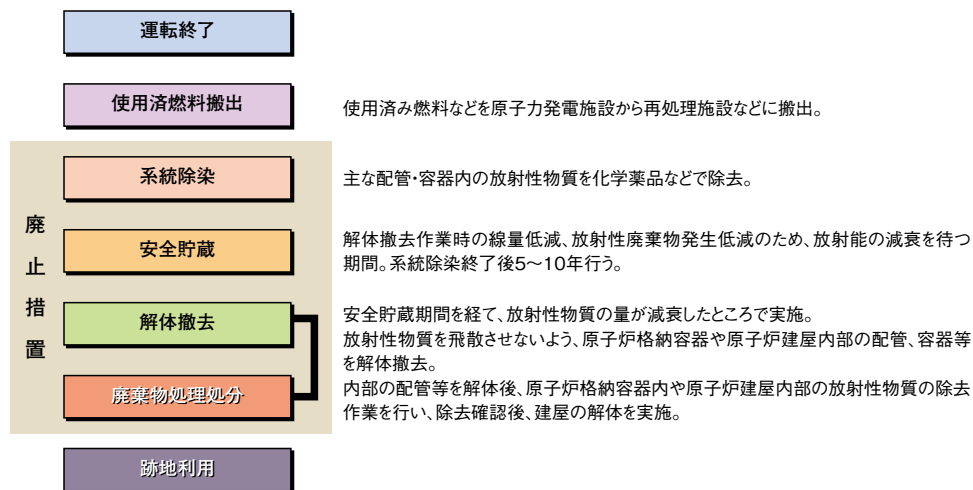 運転終了
使用済燃料搬出
使用済み燃料などを原子力発電施設から再処理施設などに搬出。
廃止措置
系統除染
主な配管・容器内の放射性物質を化学薬品などで除去。
安全貯蔵
解体撤去作業時の線量低減、放射性廃棄物発生低減のため、放射能の減衰を待つ
期間。系統除染終了後5〜10年行う。
解体撤去
安全貯蔵期間を経て、放射性物質の量が減衰したところで実施。
放射性物質を飛散させないよう、原子炉格納容器や原子炉建屋内部の配管、容器等
を解体撤去。
廃棄物処理処分
内部の配管等を解体後、原子炉格納容器内や原子炉建屋内部の放射性物質の除去
作業を行い、除去確認後、建屋の解体を実施。
跡地利用